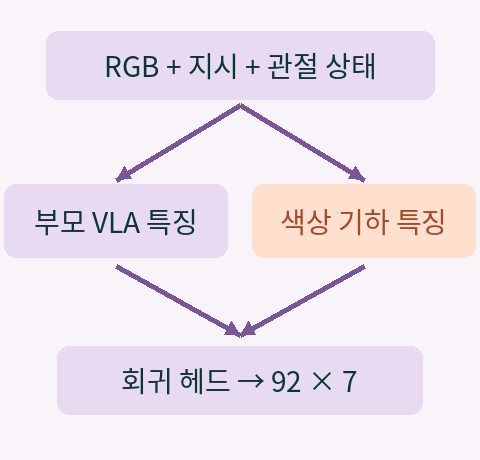 RGB + 지시 + 관절 상태
부모 VLA 특징
색상 기하 특징
회귀 헤드 → 92 × 7